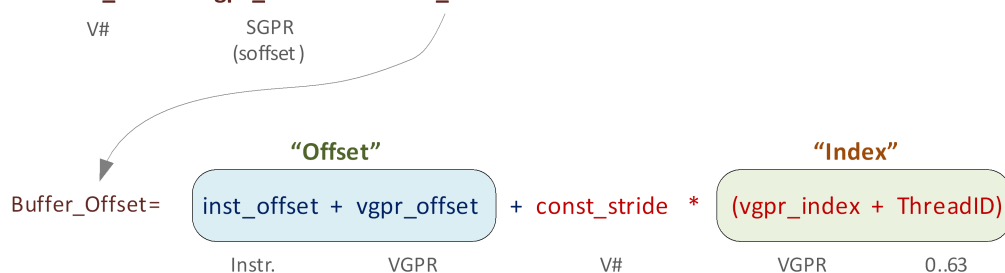 V# SGPR
(soffset)
“Offset” “Index”
Buffer_Offset= inst_offset + vgpr_offset + const_stride * (vgpr_index + ThreadID)
Instr. VGPR V# VGPR 0..63